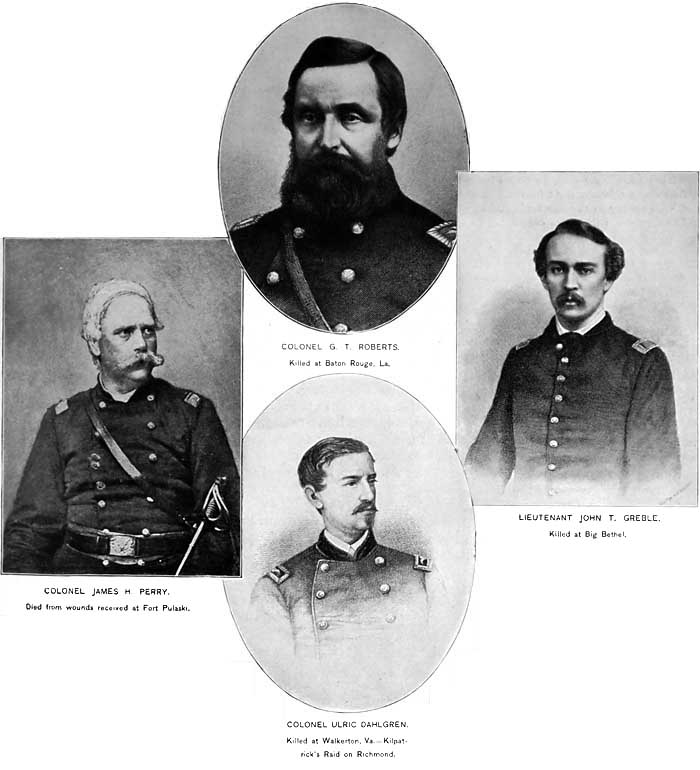 COLONEL G. T. ROBERTS.
Killed at Baton Rouge, La.
LIEUTENANT JOHN T. GREBLE.
Killed at Big Bethel.
COLONEL JAMES H. PERRY.
Died from wounds received at Fort Pulaski.
COLONEL ULRIC DAHLGREN.
Killed at Walkerton, Va.—Kilpat-
rick's Raid on Richmond.